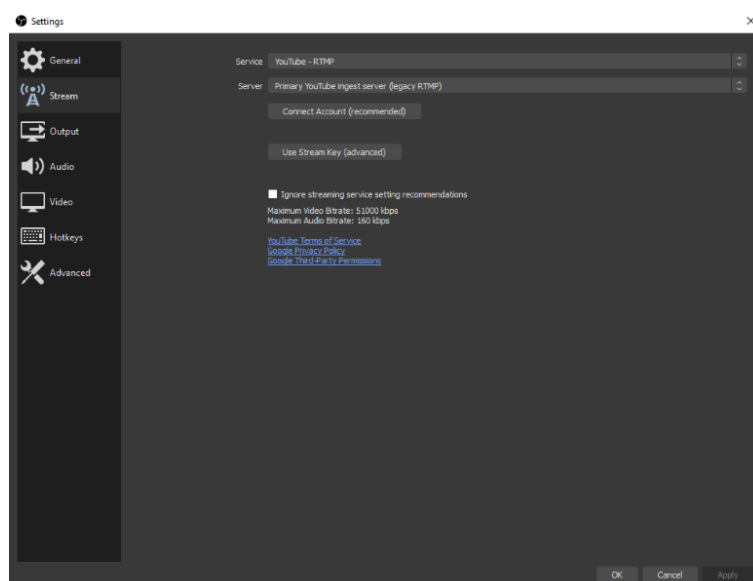 Settings
General
Stream
Output
Audio
Video
Hotkeys
Advanced
Service YouTube - RTMP
Server Primary YouTube ingest server (legacy RTMP)
Connect Account (recommended)
Use Stream Key (advanced)
Ignore streaming service setting recommendations
Maximum Video Bitrate: 51000 kbps
Maximum Audio Bitrate: 160 kbps
YouTube Terms of Service
Google Privacy Policy
Google Third-Party Permissions
OK Cancel Apply